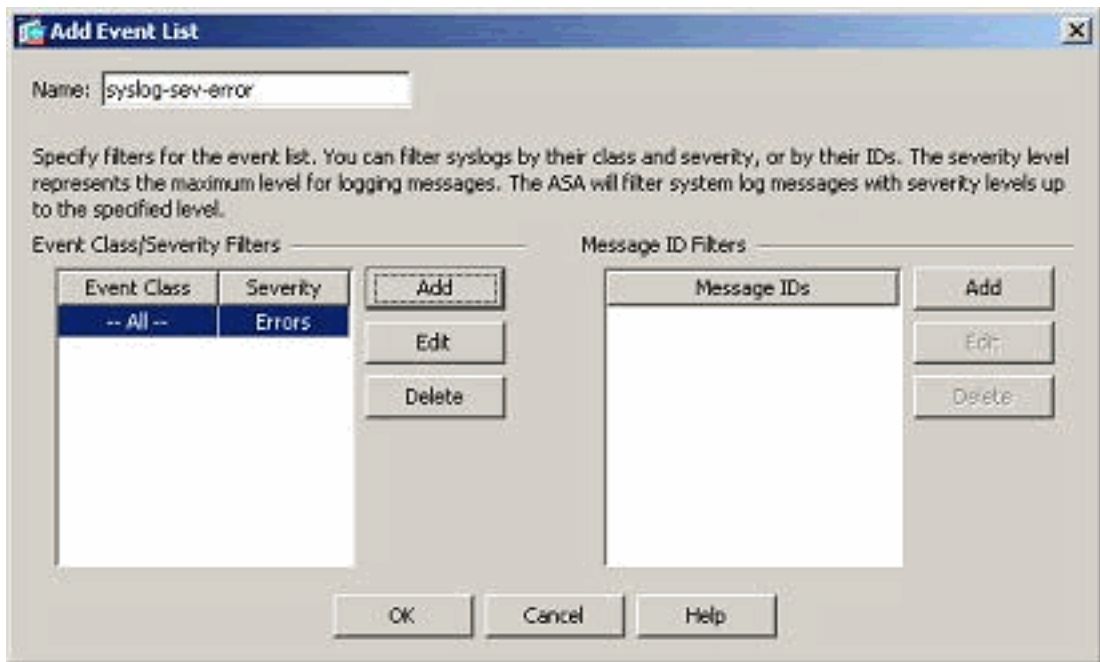 Add Event List
Name: syslog-sev-error
Specify filters for the event list. You can filter syslogs by their class and severity, or by their IDs. The severity level
represents the maximum level for logging messages. The ASA will filter system log messages with severity levels up
to the specified level.
Event Class/Severity Filters
Event Class Severity
-- All -- Errors
Add
Edit
Delete
Message ID Filters
Message IDs
Add
Edit
Delete
OK Cancel Help